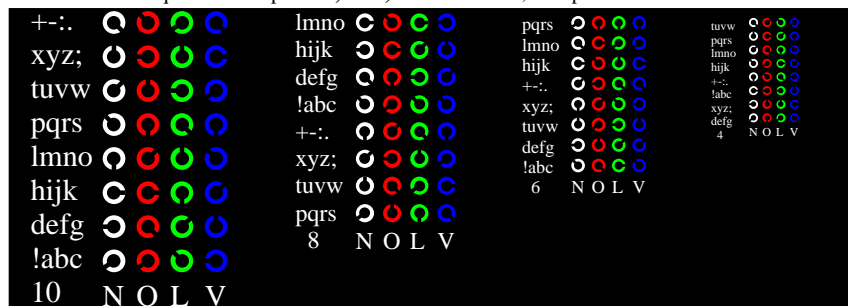 +-:.
xyz;
tuvw
pqrs
lmno
hijk
defg
!abc
10 N O L V
lmno
hijk
defg
!abc
+-:.
xyz;
tuvw
pqrs
8 N O L V
pqrs
lmno
hijk
+-:.
xyz;
tuvw
defg
!abc
6 N O L V
tuvw
pqrs
lmno
hijk
+-:.
!abc
xyz;
defg
4 N O L V